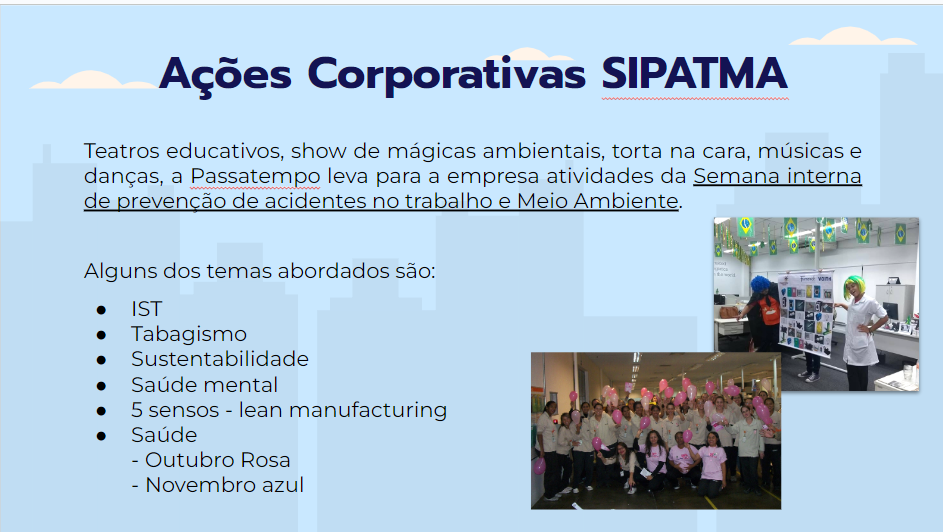 Ações Corporativas SIPATMA
Teatros educativos, show de mágicas ambientais, torta na cara, músicas e
danças, a Passatempo leva para a empresa atividades da Semana interna
de prevenção de acidentes no trabalho e Meio Ambiente.
Alguns dos temas abordados são:
● IST
● Tabagismo
● Sustentabilidade
● Saúde mental
● 5 sensos - lean manufacturing
● Saúde
- Outubro Rosa
- Novembro azul